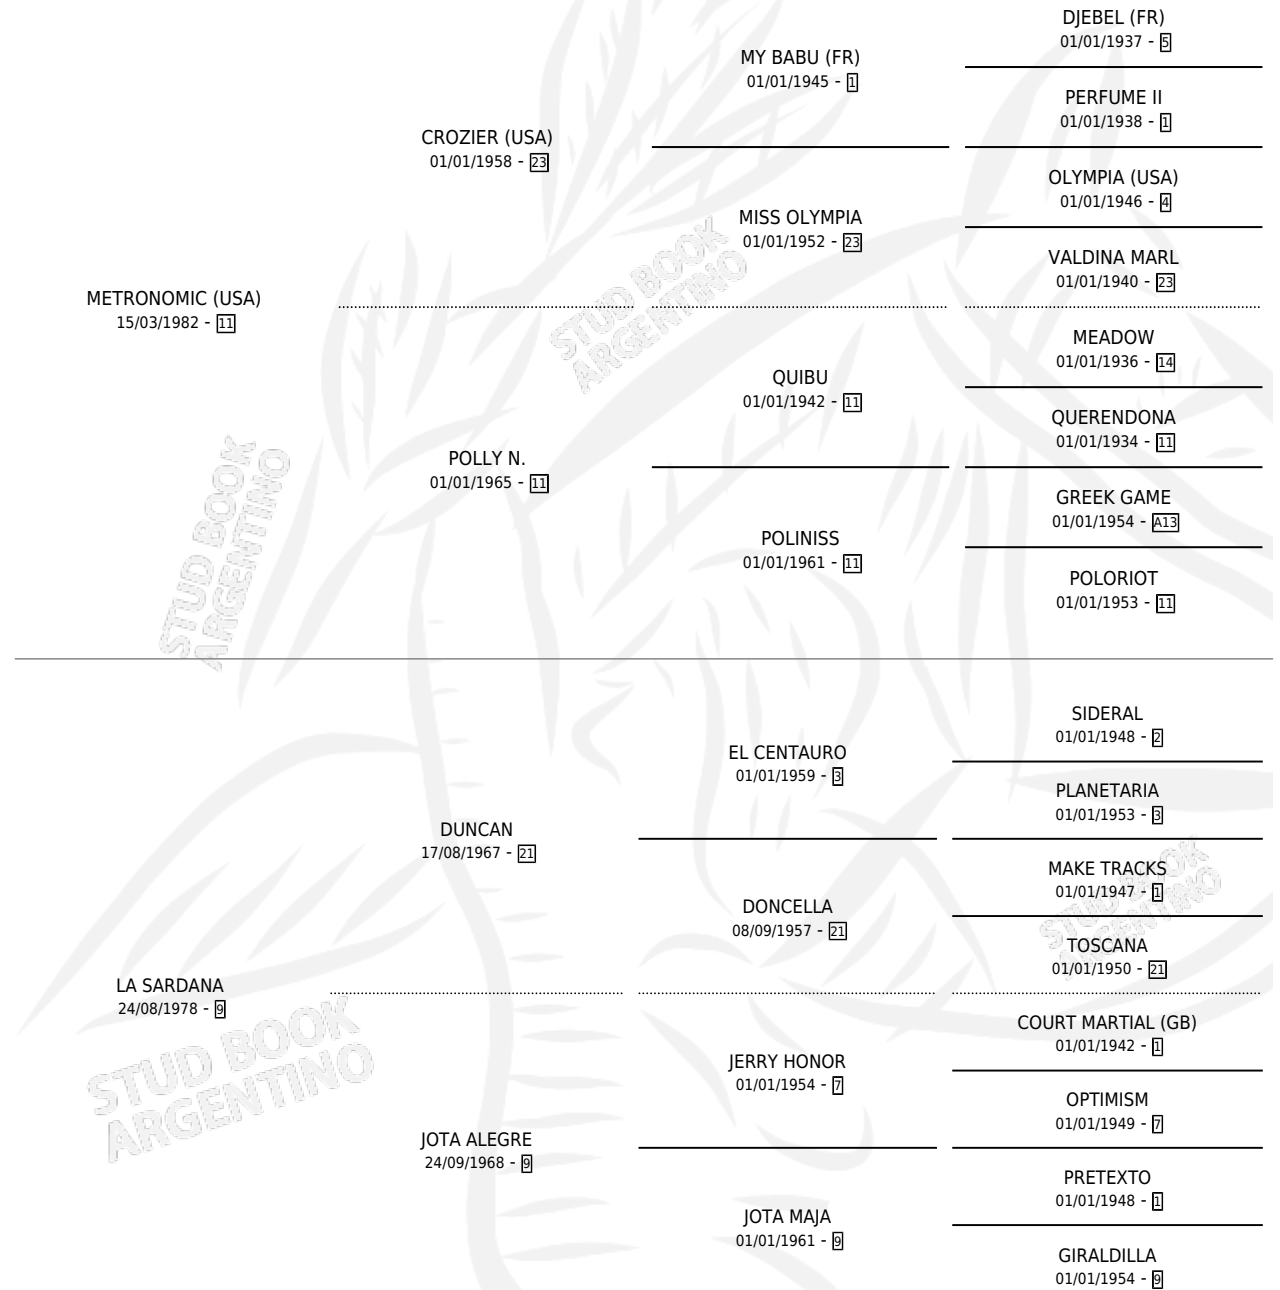 DJEBEL (FR)
01/01/1937 - 5
MY BABU (FR)
01/01/1945 - 1
PERFUME II
01/01/1938 - 1
CROZIER (USA)
01/01/1958 - 23
OLYMPIA (USA)
01/01/1946 - 4
MISS OLYMPIA
01/01/1952 - 23
VALDINA MARL
01/01/1940 - 23
METRONOMIC (USA)
15/03/1982 - 11
MEADOW
01/01/1936 - 14
QUIBU
01/01/1942 - 11
QUERENDONA
01/01/1934 - 11
POLLY N.
01/01/1965 - 11
GREEK GAME
01/01/1954 - A13
POLINISS
01/01/1961 - 11
POLORIOT
01/01/1953 - 11
SIDERAL
01/01/1948 - 2
EL CENTAURO
01/01/1959 - 3
PLANETARIA
01/01/1953 - 3
DUNCAN
17/08/1967 - 21
MAKE TRACKS
01/01/1947 - 1
DONCELLA
08/09/1957 - 21
TOSCANA
01/01/1950 - 21
LA SARDANA
24/08/1978 - 9
COURT MARTIAL (GB)
01/01/1942 - 1
JERRY HONOR
01/01/1954 - 7
OPTIMISM
01/01/1949 - 7
JOTA ALEGRE
24/09/1968 - 9
PRETEXTO
01/01/1948 - 1
JOTA MAJA
01/01/1961 - 9
GIRALDILLA
01/01/1954 - 9
STUD BOOK
ARGENTINO
STUD BOOK
ARGENTINO
STUD BOOK
ARGENTINO
STUD BOOK
ARGENTINO